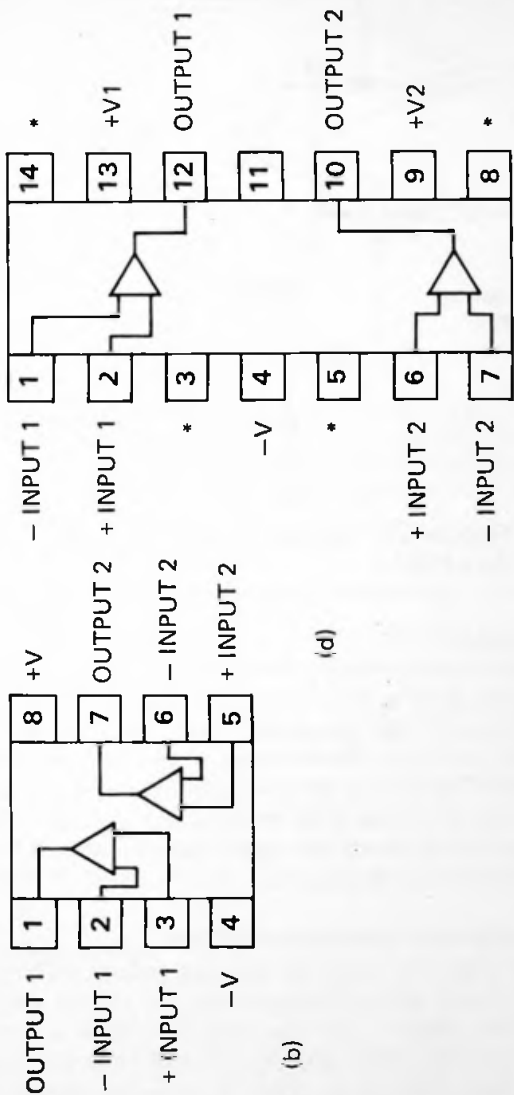 OUTPUT 1 1 8 +V
− INPUT 1 2 7 OUTPUT 2
+ INPUT 1 3 6 − INPUT 2
−V 4 5 + INPUT 2
(b)
− INPUT 1 1 14 *
+ INPUT 1 2 13 +V1
* 3 12 OUTPUT 1
−V 4 11
* 5 10 OUTPUT 2
+ INPUT 2 6 9 +V2
− INPUT 2 7 8 *
(d)